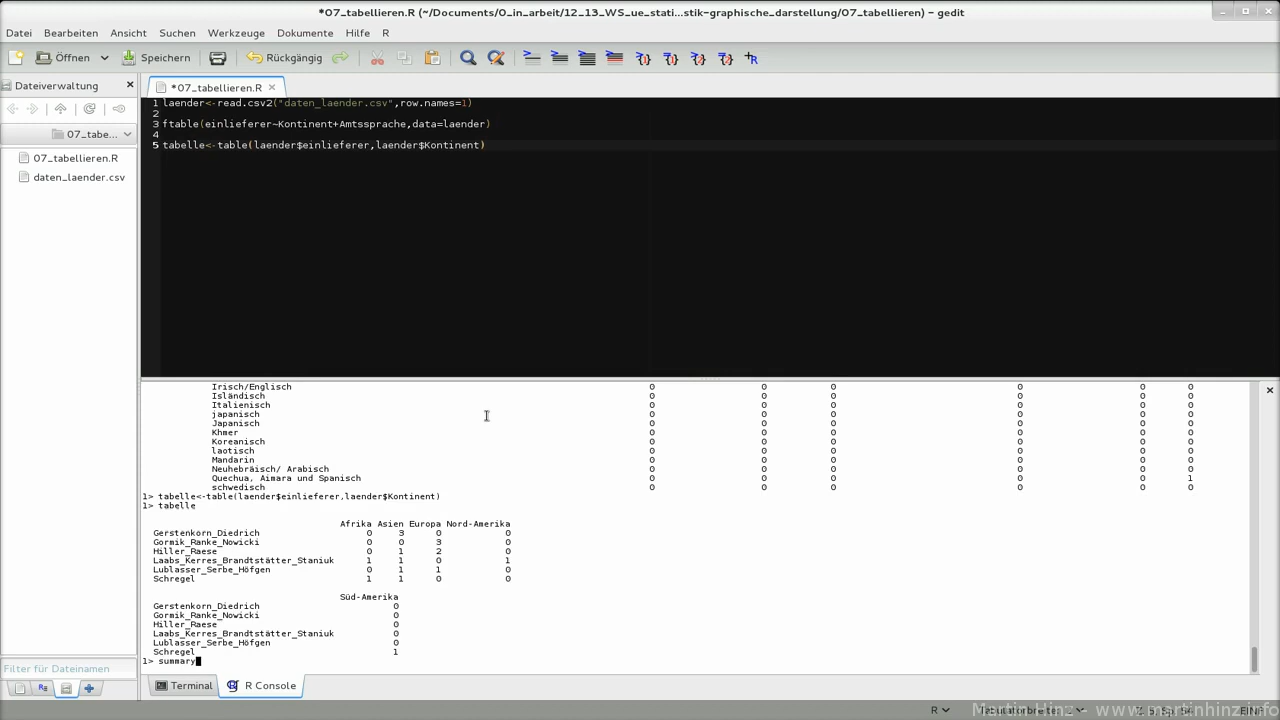 *07_tabellieren.R (~/Documents/0_in_arbeit/12_13_WS_ue_stati...stik-graphische_darstellung/07_tabellieren) – gedit
Datei Bearbeiten Ansicht Suchen Werkzeuge Dokumente Hilfe R
Öffnen Speichern Rückgängig
Dateiverwaltung
*07_tabellieren.R
07_tabe...
07_tabellieren.R
daten_laender.csv
1 laender<-read.csv2("daten_laender.csv",row.names=1)
2
3 ftable(einlieferer~Kontinent+Amtssprache,data=laender)
4
5 tabelle<-table(laender$einlieferer,laender$Kontinent)
Irisch/Englisch 0 0 0 0 0 0
Isländisch 0 0 0 0 0 0
Italienisch 0 0 0 0 0 0
japanisch 0 0 0 0 0 0
Japanisch 0 0 0 0 0 0
Khmer 0 0 0 0 0 0
Koreanisch 0 0 0 0 0 0
laotisch 0 0 0 0 0 0
Mandarin 0 0 0 0 0 0
Neuhebräisch/ Arabisch 0 0 0 0 0 0
Quechua, Aimara und Spanisch 0 0 0 0 0 1
schwedisch 0 0 0 0 0 0
1> tabelle<-table(laender$einlieferer,laender$Kontinent)
1> tabelle
Afrika Asien Europa Nord-Amerika
Gerstenkorn_Diedrich 0 3 0 0
Gormik_Ranke_Nowicki 0 0 3 0
Hiller_Raese 0 1 2 0
Laabs_Kerres_Brandtstätter_Staniuk 1 1 0 1
Lublasser_Serbe_Höfgen 0 1 1 0
Schregel 1 1 0 0
Süd-Amerika
Gerstenkorn_Diedrich 0
Gormik_Ranke_Nowicki 0
Hiller_Raese 0
Laabs_Kerres_Brandtstätter_Staniuk 0
Lublasser_Serbe_Höfgen 0
Schregel 1
1> summary
Filter für Dateinamen
Terminal R Console
R
Martin Hinz - www.martinhinz.info